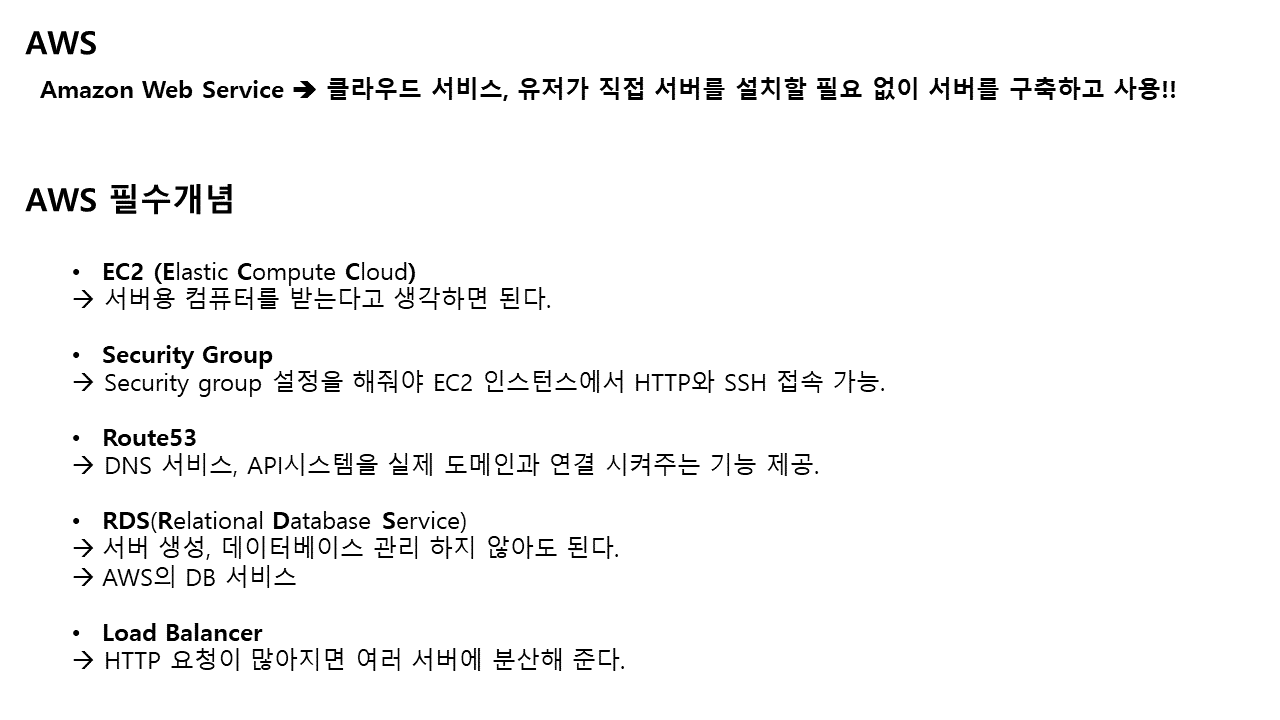 AWS
Amazon Web Service → 클라우드 서비스, 유저가 직접 서버를 설치할 필요 없이 서버를 구축하고 사용!!
AWS 필수개념
• EC2 (Elastic Compute Cloud)
→ 서버용 컴퓨터를 받는다고 생각하면 된다.
• Security Group
→ Security group 설정을 해줘야 EC2 인스턴스에서 HTTP와 SSH 접속 가능.
• Route53
→ DNS 서비스, API시스템을 실제 도메인과 연결 시켜주는 기능 제공.
• RDS(Relational Database Service)
→ 서버 생성, 데이터베이스 관리 하지 않아도 된다.
→ AWS의 DB 서비스
• Load Balancer
→ HTTP 요청이 많아지면 여러 서버에 분산해 준다.